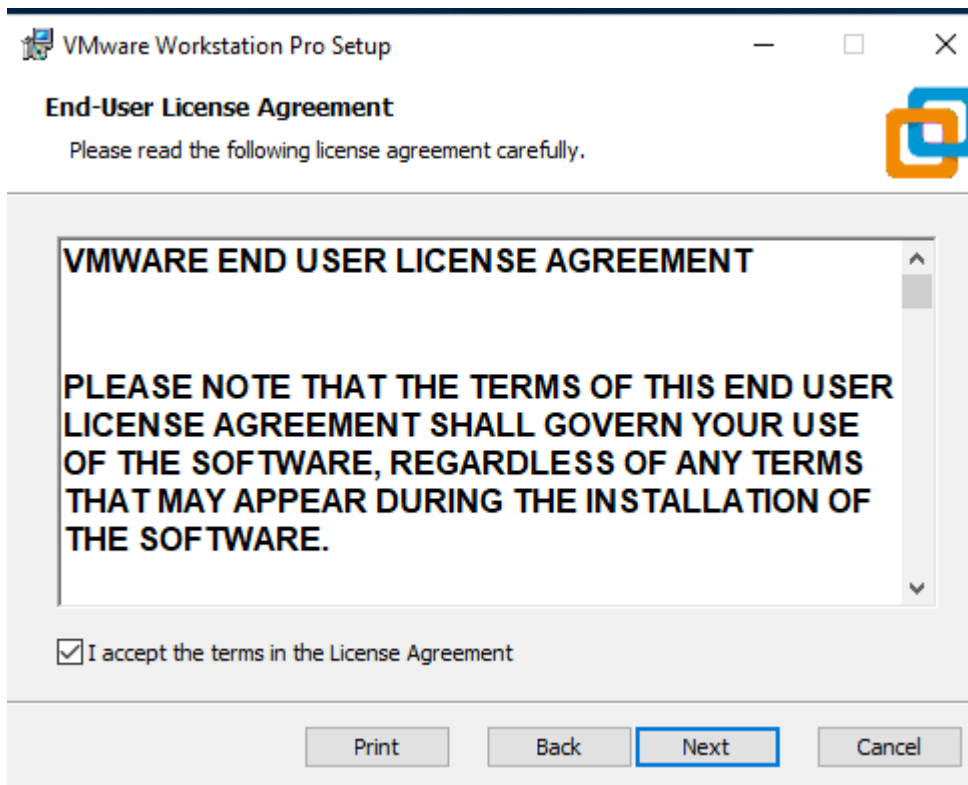 VMware Workstation Pro Setup
End-User License Agreement
Please read the following license agreement carefully.
VMWARE END USER LICENSE AGREEMENT
PLEASE NOTE THAT THE TERMS OF THIS END USER
LICENSE AGREEMENT SHALL GOVERN YOUR USE
OF THE SOFTWARE, REGARDLESS OF ANY TERMS
THAT MAY APPEAR DURING THE INSTALLATION OF
THE SOFTWARE.
I accept the terms in the License Agreement
Print Back Next Cancel